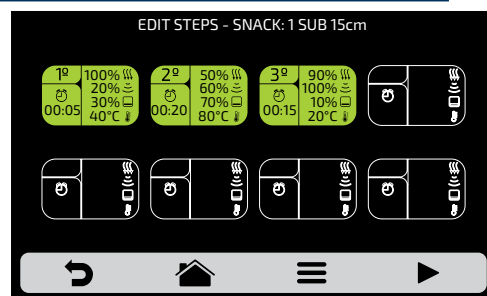 EDIT STEPS - SNACK: 1 SUB 15cm
1º 100%
20%
30%
00:05 40°C
2º 50%
60%
70%
00:20 80°C
3º 90%
100%
10%
00:15 20°C